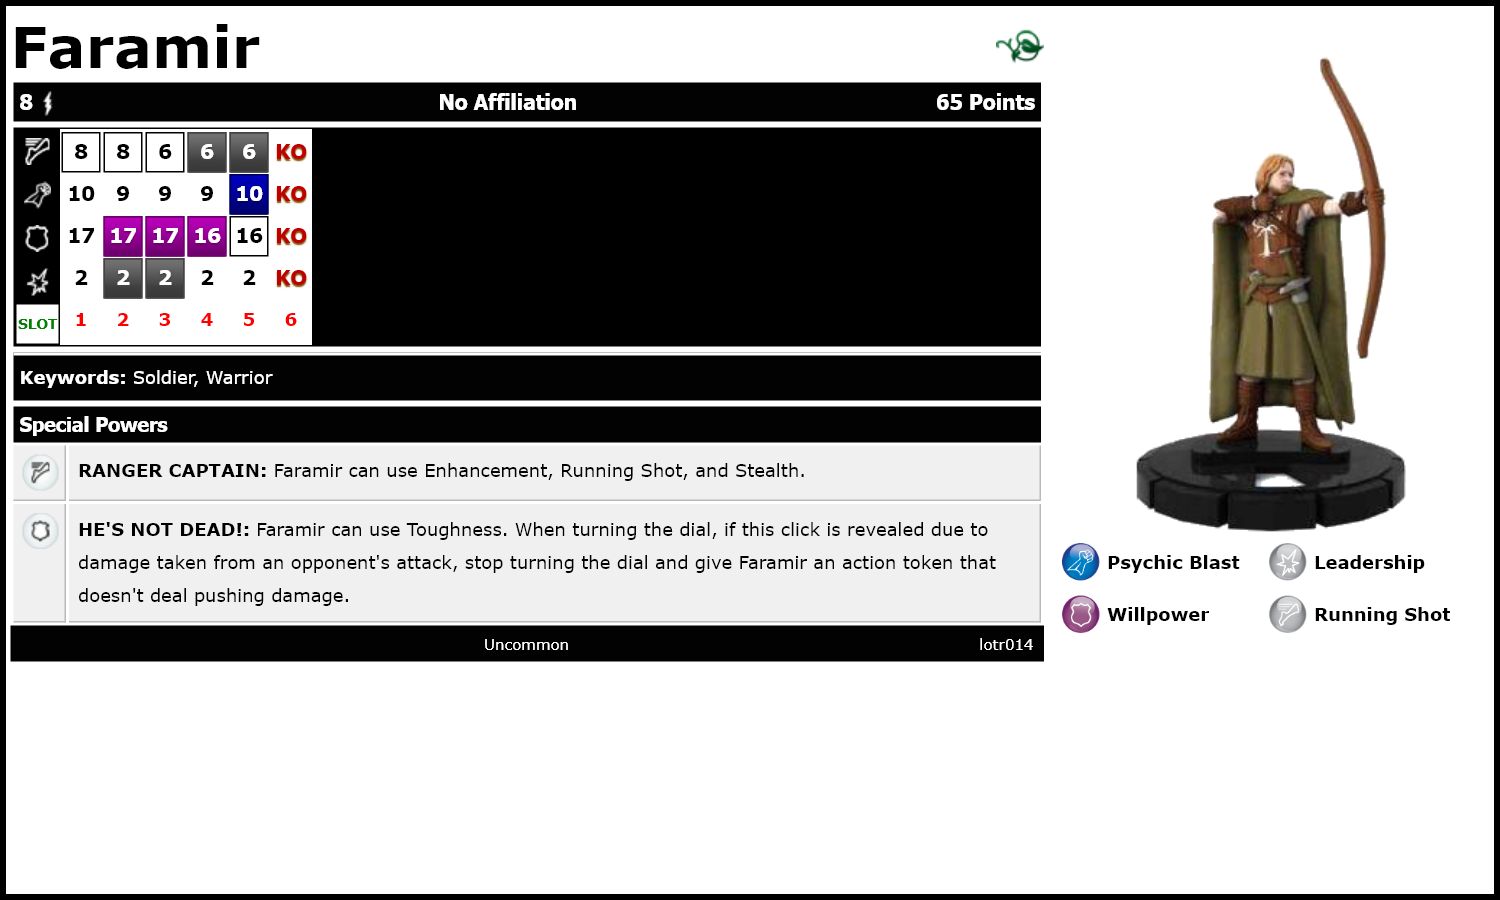 Faramir
8 No Affiliation 65 Points
8 8 6 6 6 KO
10 9 9 9 10 KO
17 17 17 16 16 KO
2 2 2 2 2 KO
SLOT 1 2 3 4 5 6
Keywords: Soldier, Warrior
Special Powers
RANGER CAPTAIN: Faramir can use Enhancement, Running Shot, and Stealth.
HE'S NOT DEAD!: Faramir can use Toughness. When turning the dial, if this click is revealed due to
damage taken from an opponent's attack, stop turning the dial and give Faramir an action token that
doesn't deal pushing damage.
Uncommon lotr014
Psychic Blast Leadership
Willpower Running Shot